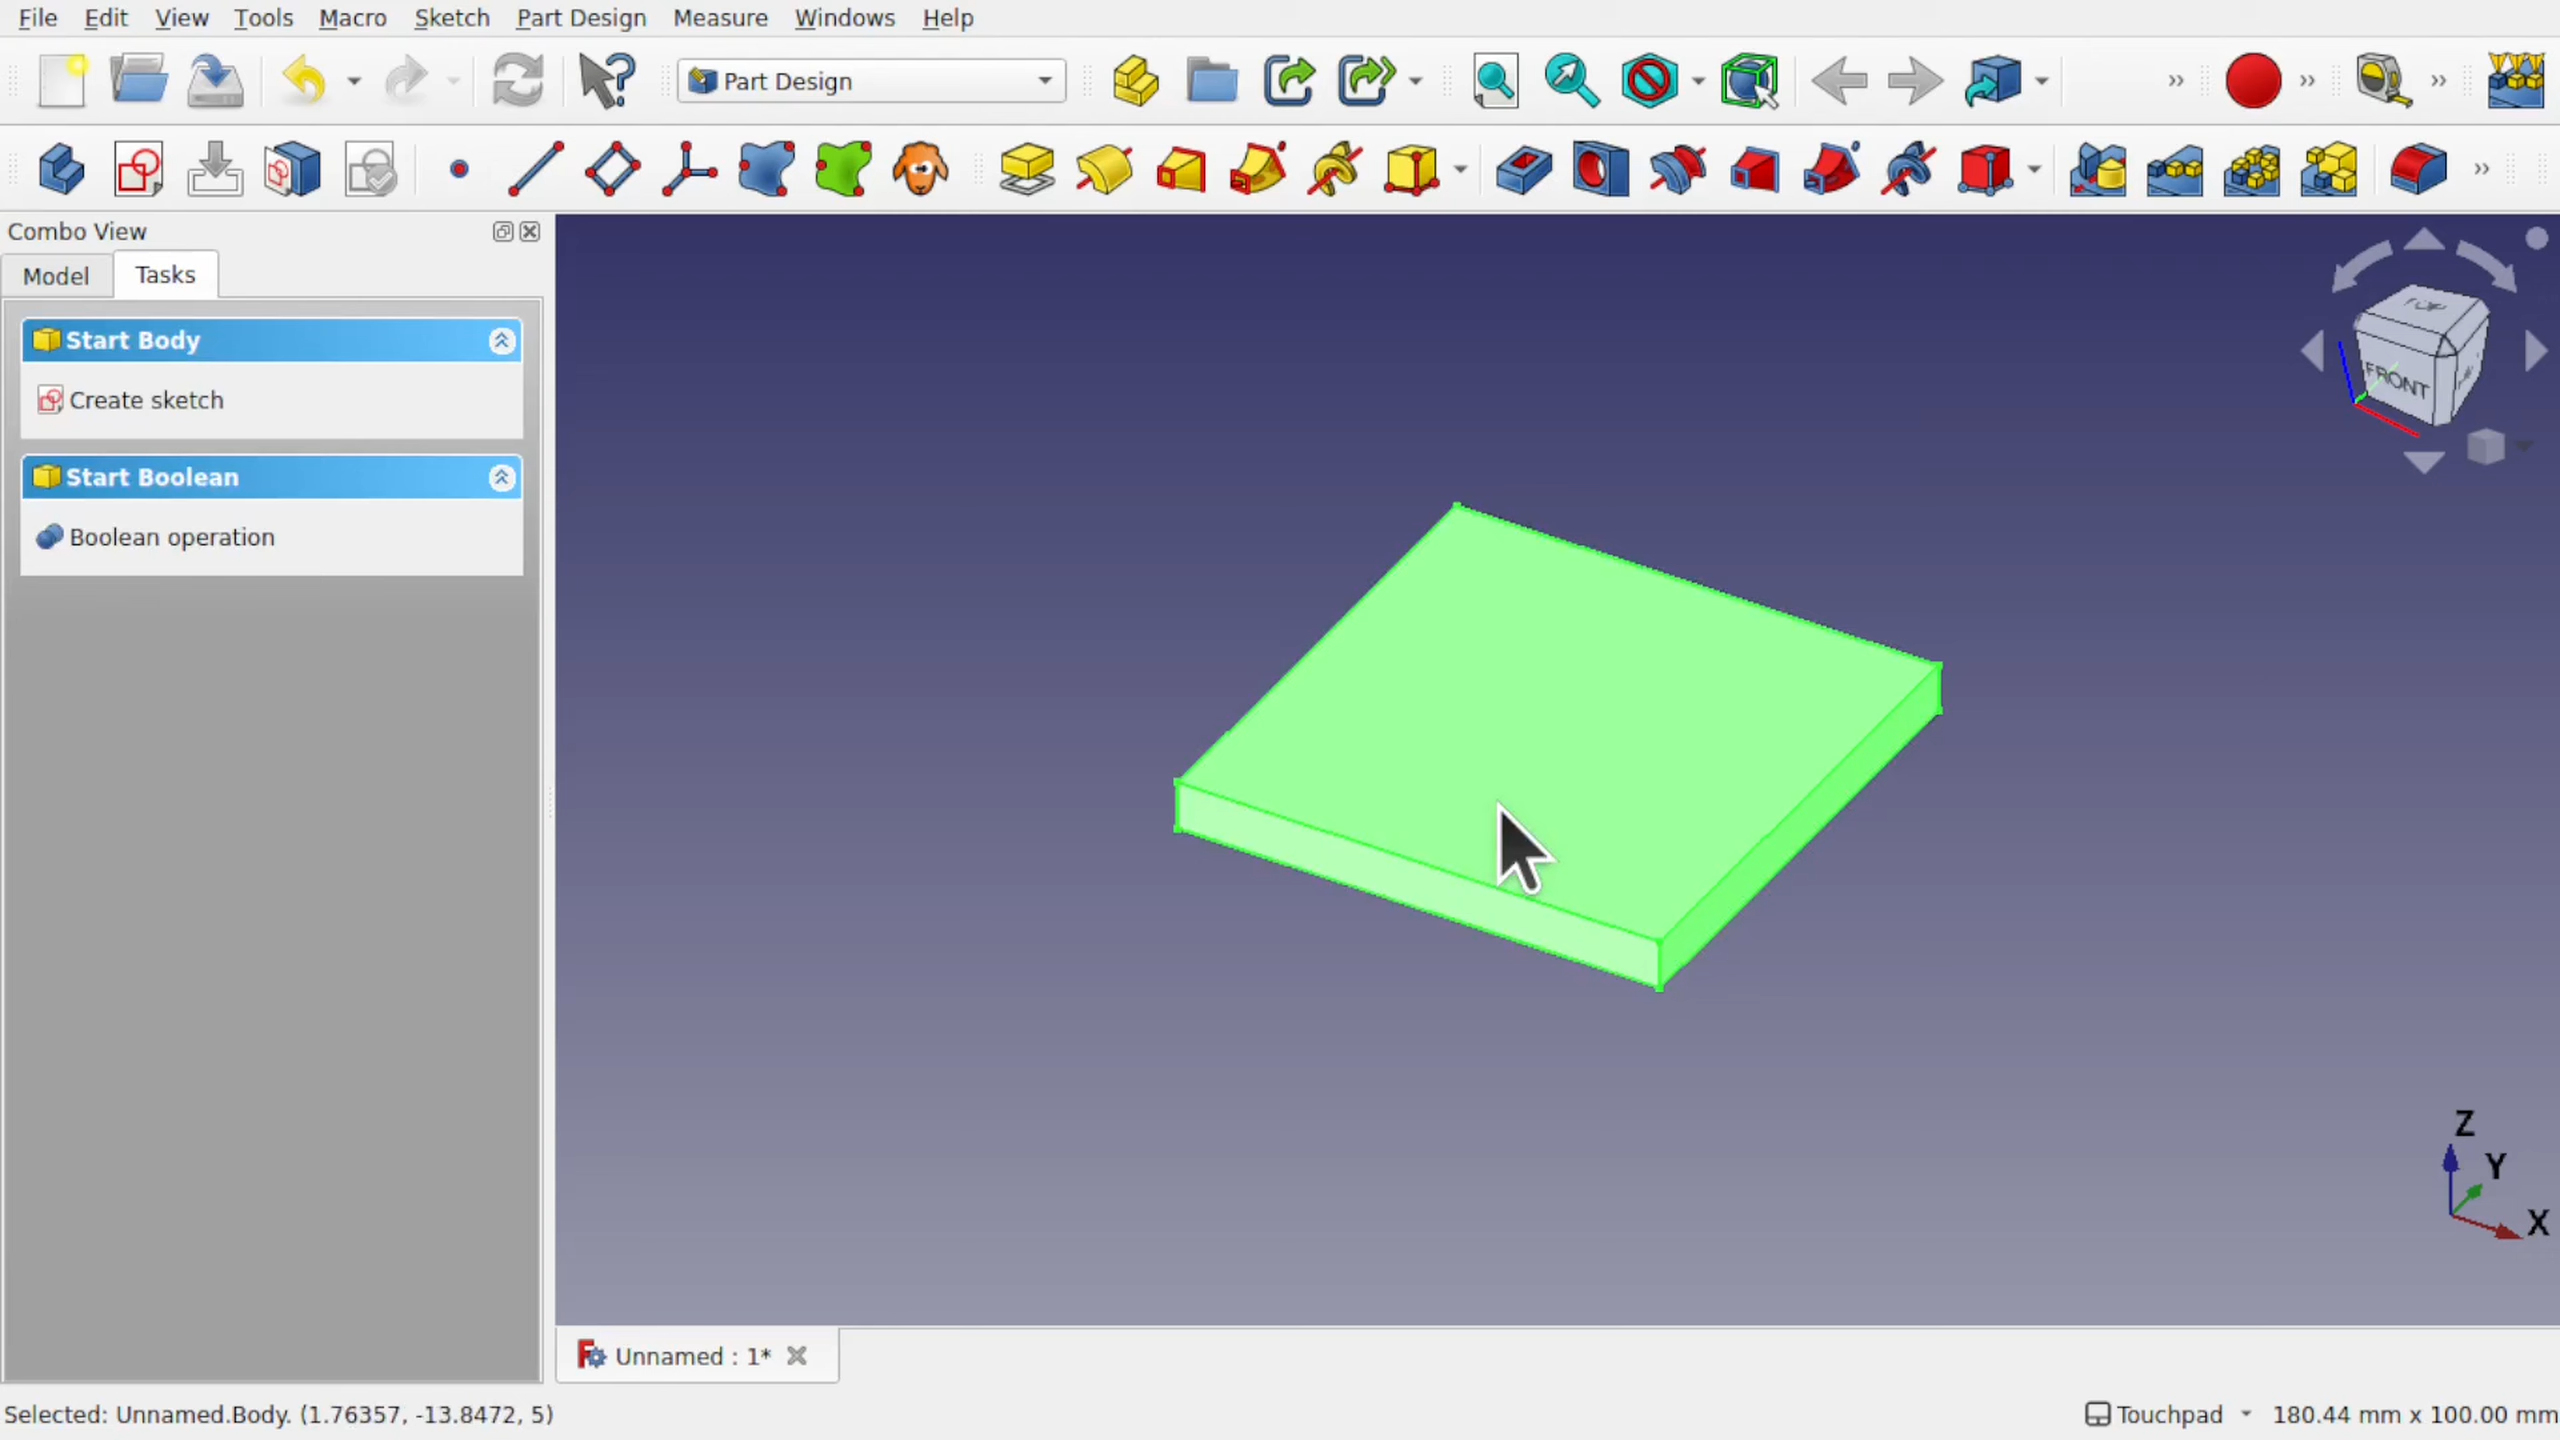 File Edit View Tools Macro Sketch Part Design Measure Windows Help
Part Design
Combo View
Model Tasks
Start Body
Create sketch
Start Boolean
Boolean operation
TOP
FRONT
Z
Y
X
Unnamed : 1*
Selected: Unnamed.Body. (1.76357, -13.8472, 5)
Touchpad 180.44 mm x 100.00 mm